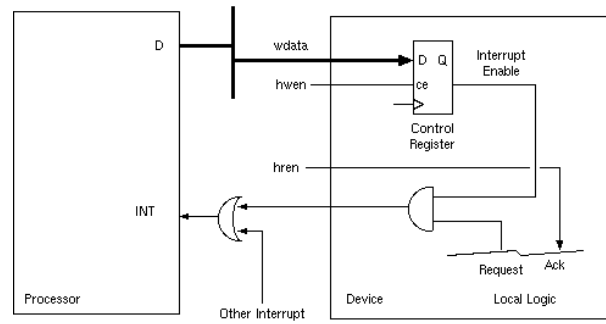 D
wdata
D Q
Interrupt
Enable
hwen
ce
Control
Register
hren
INT
Request
Ack
Processor
Other Interrupt
Device
Local Logic